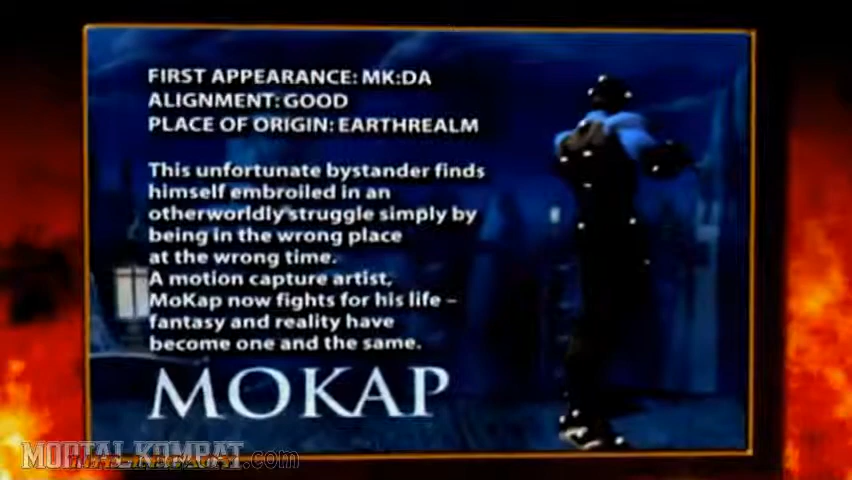 FIRST APPEARANCE: MK:DA
ALIGNMENT: GOOD
PLACE OF ORIGIN: EARTHREALM
This unfortunate bystander finds
himself embroiled in an
otherworldly struggle simply by
being in the wrong place
at the wrong time.
A motion capture artist,
MoKap now fights for his life –
fantasy and reality have
become one and the same.
MOKAP
MORTAL KOMPAT .com